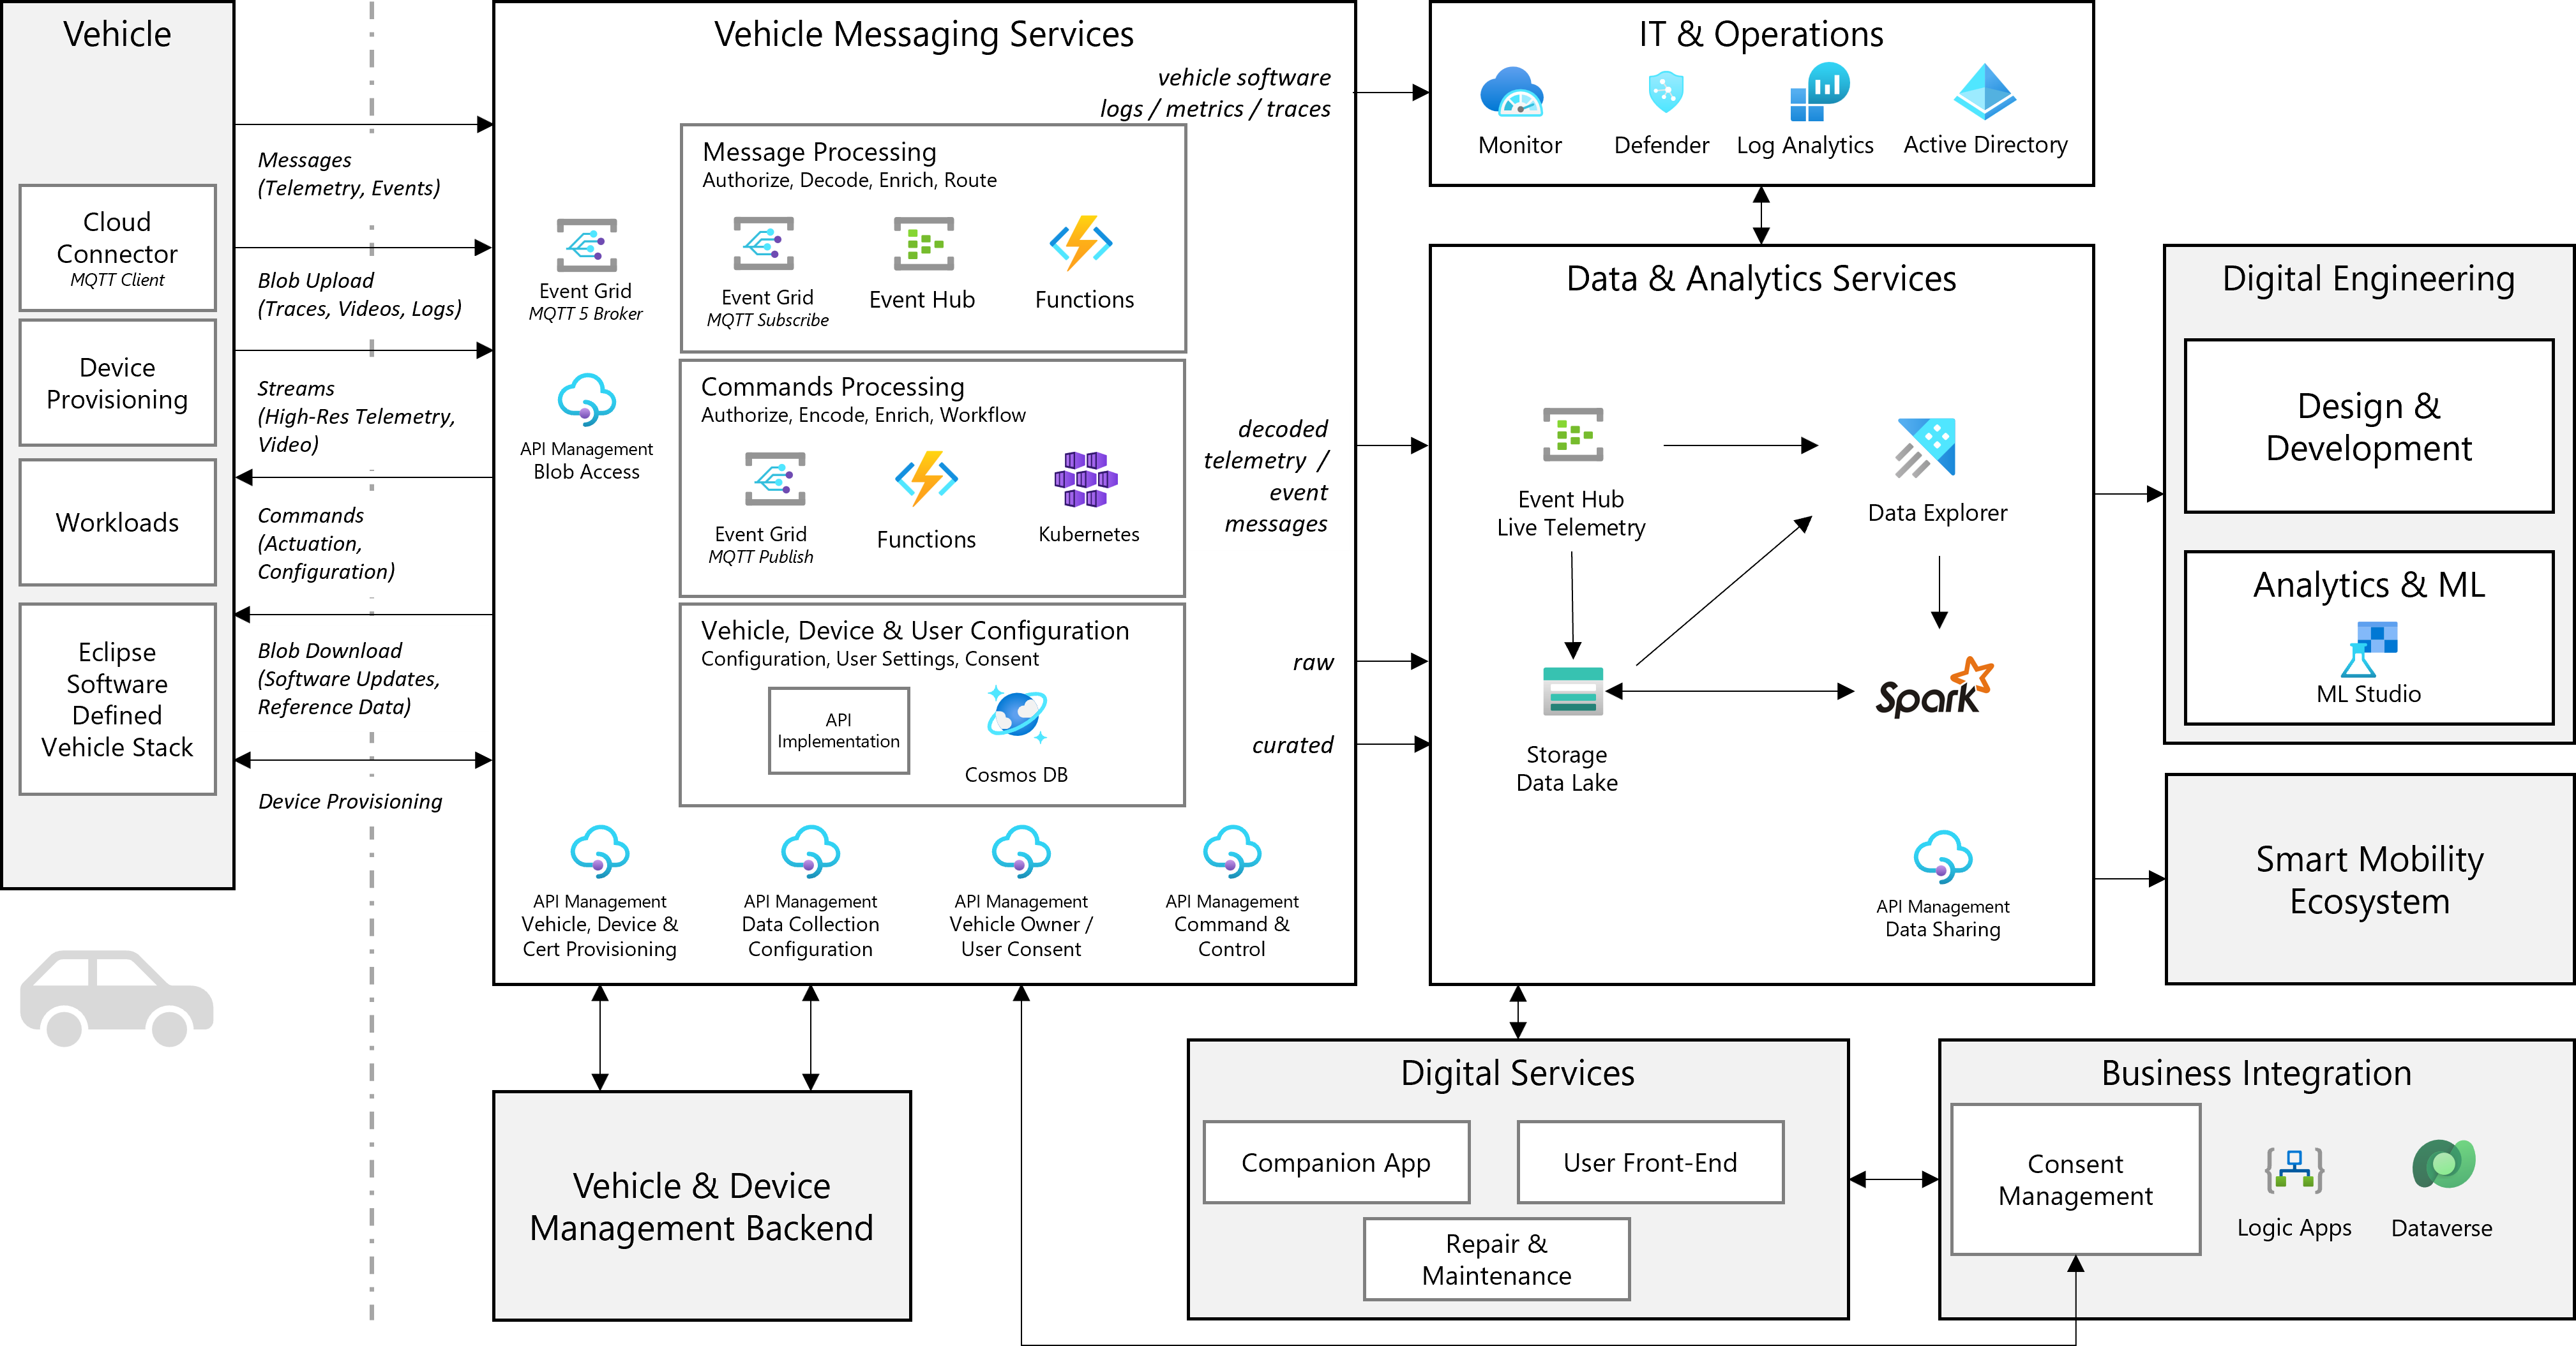 Vehicle
Cloud
Connector
MQTT Client
Device
Provisioning
Workloads
Eclipse
Software
Defined
Vehicle Stack
Messages
(Telemetry, Events)
Blob Upload
(Traces, Videos, Logs)
Streams
(High-Res Telemetry,
Video)
Commands
(Actuation,
Configuration)
Blob Download
(Software Updates,
Reference Data)
Device Provisioning
Vehicle Messaging Services
vehicle software
logs / metrics / traces
Event Grid
MQTT 5 Broker
API Management
Blob Access
Message Processing
Authorize, Decode, Enrich, Route
Event Grid
MQTT Subscribe
Event Hub
Functions
Commands Processing
Authorize, Encode, Enrich, Workflow
Event Grid
MQTT Publish
Functions
Kubernetes
Vehicle, Device & User Configuration
Configuration, User Settings, Consent
API
Implementation
Cosmos DB
decoded
telemetry /
event
messages
raw
curated
API Management
Vehicle, Device &
Cert Provisioning
API Management
Data Collection
Configuration
API Management
Vehicle Owner /
User Consent
API Management
Command &
Control
Vehicle & Device
Management Backend
IT & Operations
Monitor
Defender
Log Analytics
Active Directory
Data & Analytics Services
Event Hub
Live Telemetry
Data Explorer
Storage
Data Lake
Spark
API Management
Data Sharing
Digital Engineering
Design &
Development
Analytics & ML
ML Studio
Smart Mobility
Ecosystem
Digital Services
Companion App
User Front-End
Repair &
Maintenance
Business Integration
Consent
Management
Logic Apps
Dataverse